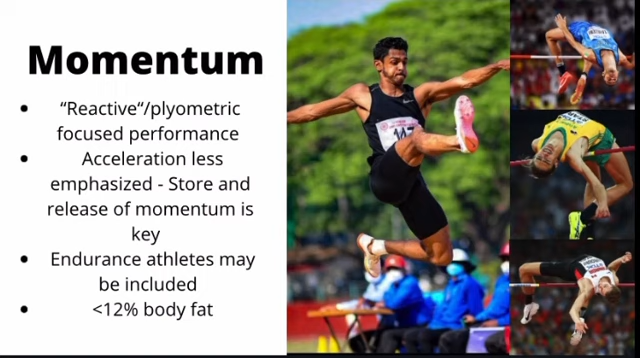 Momentum
• “Reactive“/plyometric
focused performance
• Acceleration less
emphasized - Store and
release of momentum is
key
• Endurance athletes may
be included
• <12% body fat